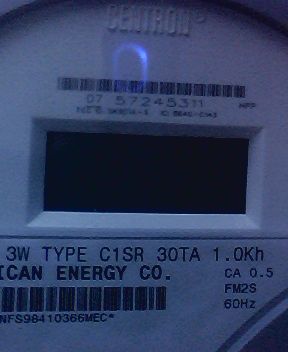 CENTRON®
07 57245311
3W TYPE C1SR 30TA 1.0Kh
ICAN ENERGY CO. CA 0.5
FM2S
60Hz
NFS98410366MEC*